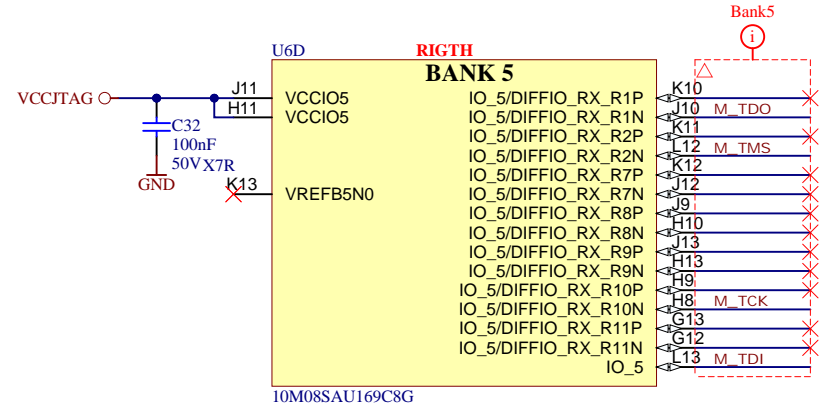 Bank5
i
U6D
RIGTH
BANK 5
VCCJTAG
J11
VCCIO5
H11
VCCIO5
C32
100nF
50V X7R
GND
K13
VREFB5N0
IO_5/DIFFIO_RX_R1P K10
IO_5/DIFFIO_RX_R1N J10 M_TDO
IO_5/DIFFIO_RX_R2P K11
IO_5/DIFFIO_RX_R2N L12 M_TMS
IO_5/DIFFIO_RX_R7P K12
IO_5/DIFFIO_RX_R7N J12
IO_5/DIFFIO_RX_R8P J9
IO_5/DIFFIO_RX_R8N H10
IO_5/DIFFIO_RX_R9P J13
IO_5/DIFFIO_RX_R9N H13
IO_5/DIFFIO_RX_R10P H9
IO_5/DIFFIO_RX_R10N H8 M_TCK
IO_5/DIFFIO_RX_R11P G13
IO_5/DIFFIO_RX_R11N G12
IO_5 L13 M_TDI
10M08SAU169C8G